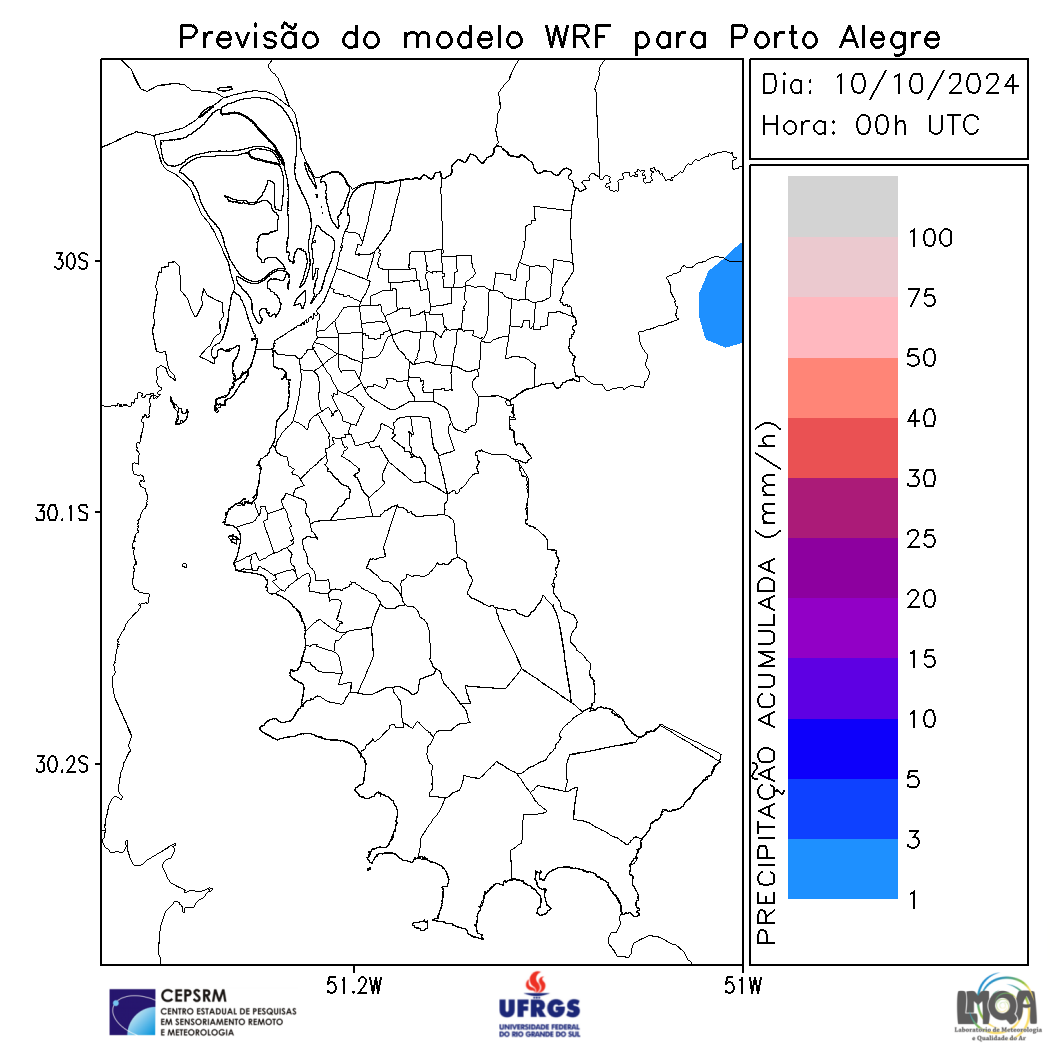 Previsão do modelo WRF para Porto Alegre
Dia: 10/10/2024
Hora: 00h UTC
30S
30.1S
30.2S
51.2W
51W
PRECIPITAÇÃO ACUMULADA (mm/h)
100
75
50
40
30
25
20
15
10
5
3
1
CEPSRM
CENTRO ESTADUAL DE PESQUISAS
EM SENSORIAMENTO REMOTO
E METEOROLOGIA
UFRGS
UNIVERSIDADE FEDERAL
DO RIO GRANDE DO SUL
LMQA
Laboratório de Meteorologia
e Qualidade do Ar